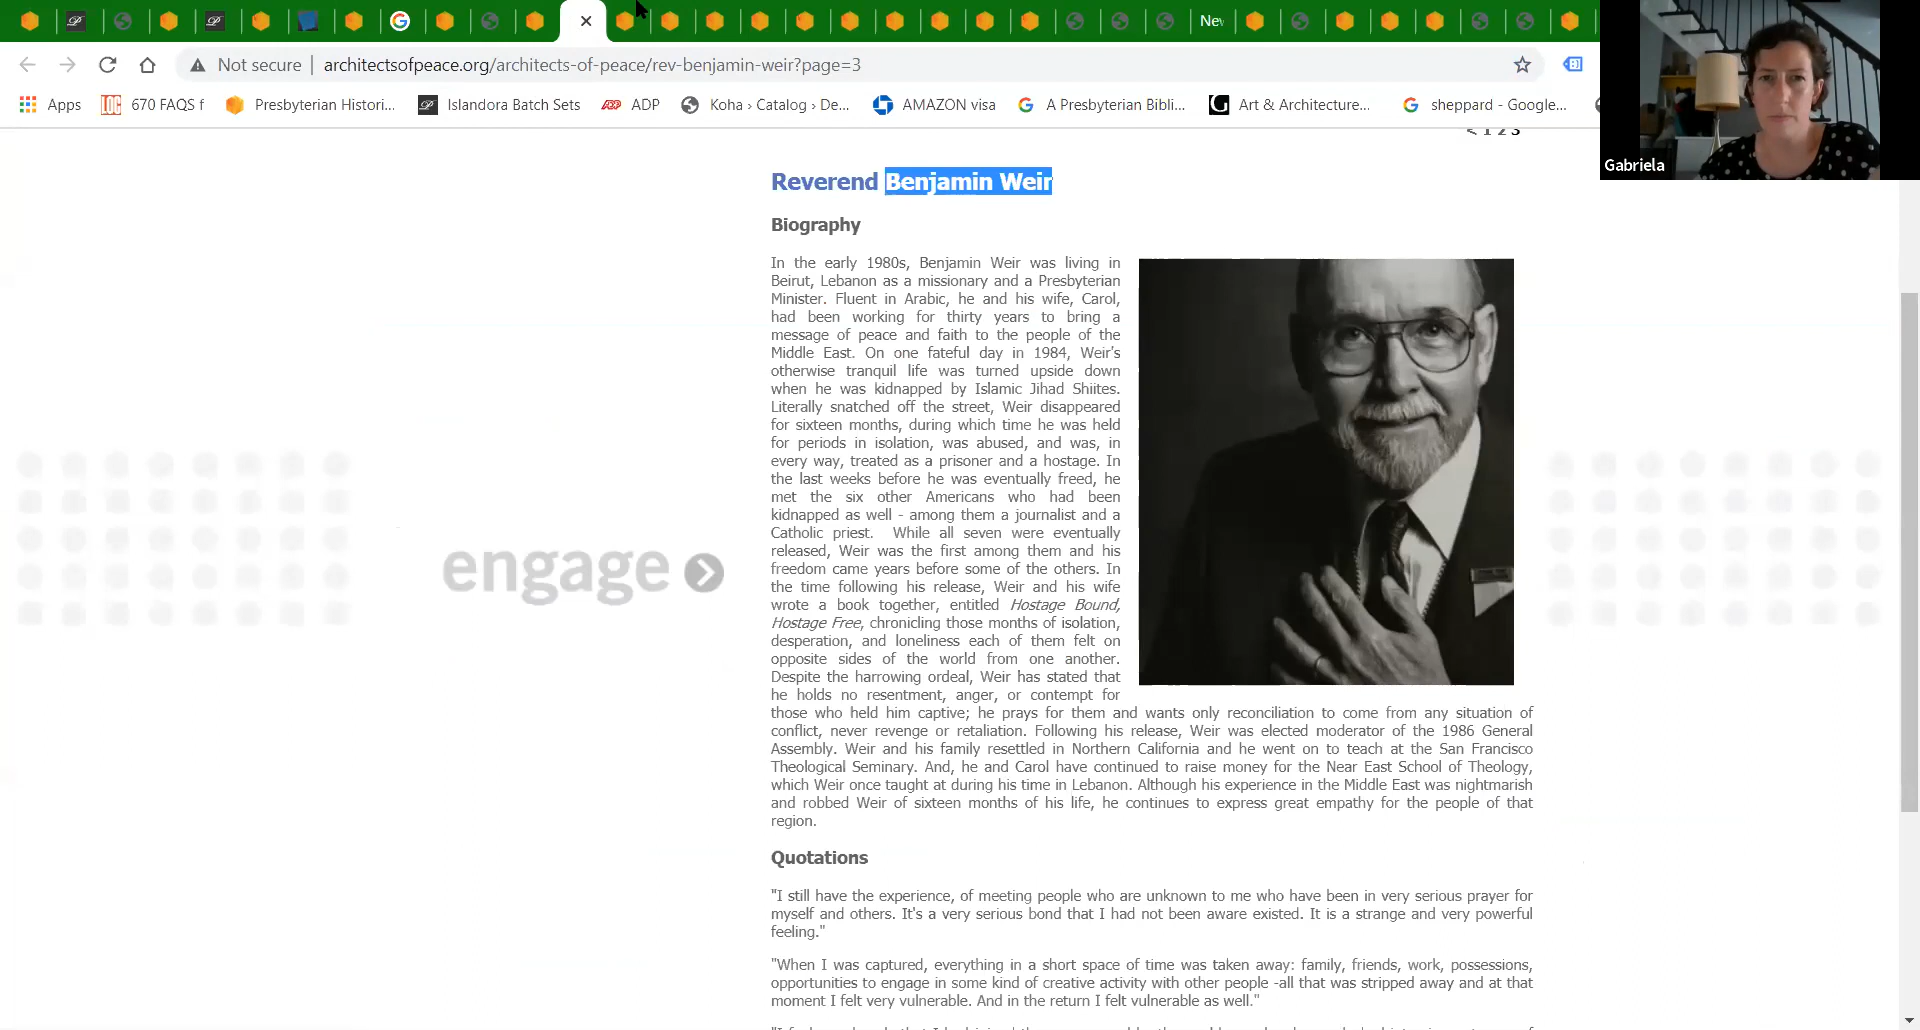 New
Not secure | architectsofpeace.org/architects-of-peace/rev-benjamin-weir?page=3
Apps
LOC 670 FAQS f
Presbyterian Histori...
P Islandora Batch Sets
ADP ADP
Koha › Catalog › De...
AMAZON visa
G A Presbyterian Bibli...
G Art & Architecture...
G sheppard - Google...
Gabriela
< 1 2 3
Reverend Benjamin Weir
Biography
In the early 1980s, Benjamin Weir was living in
Beirut, Lebanon as a missionary and a Presbyterian
Minister. Fluent in Arabic, he and his wife, Carol,
had been working for thirty years to bring a
message of peace and faith to the people of the
Middle East. On one fateful day in 1984, Weir's
otherwise tranquil life was turned upside down
when he was kidnapped by Islamic Jihad Shiites.
Literally snatched off the street, Weir disappeared
for sixteen months, during which time he was held
for periods in isolation, was abused, and was, in
every way, treated as a prisoner and a hostage. In
the last weeks before he was eventually freed, he
met the six other Americans who had been
kidnapped as well - among them a journalist and a
Catholic priest. While all seven were eventually
released, Weir was the first among them and his
freedom came years before some of the others. In
the time following his release, Weir and his wife
wrote a book together, entitled Hostage Bound,
Hostage Free, chronicling those months of isolation,
desperation, and loneliness each of them felt on
opposite sides of the world from one another.
Despite the harrowing ordeal, Weir has stated that
he holds no resentment, anger, or contempt for
those who held him captive; he prays for them and wants only reconciliation to come from any situation of
conflict, never revenge or retaliation. Following his release, Weir was elected moderator of the 1986 General
Assembly. Weir and his family resettled in Northern California and he went on to teach at the San Francisco
Theological Seminary. And, he and Carol have continued to raise money for the Near East School of Theology,
which Weir once taught at during his time in Lebanon. Although his experience in the Middle East was nightmarish
and robbed Weir of sixteen months of his life, he continues to express great empathy for the people of that
region.
engage
Quotations
"I still have the experience, of meeting people who are unknown to me who have been in very serious prayer for
myself and others. It's a very serious bond that I had not been aware existed. It is a strange and very powerful
feeling."
"When I was captured, everything in a short space of time was taken away: family, friends, work, possessions,
opportunities to engage in some kind of creative activity with other people -all that was stripped away and at that
moment I felt very vulnerable. And in the return I felt vulnerable as well."